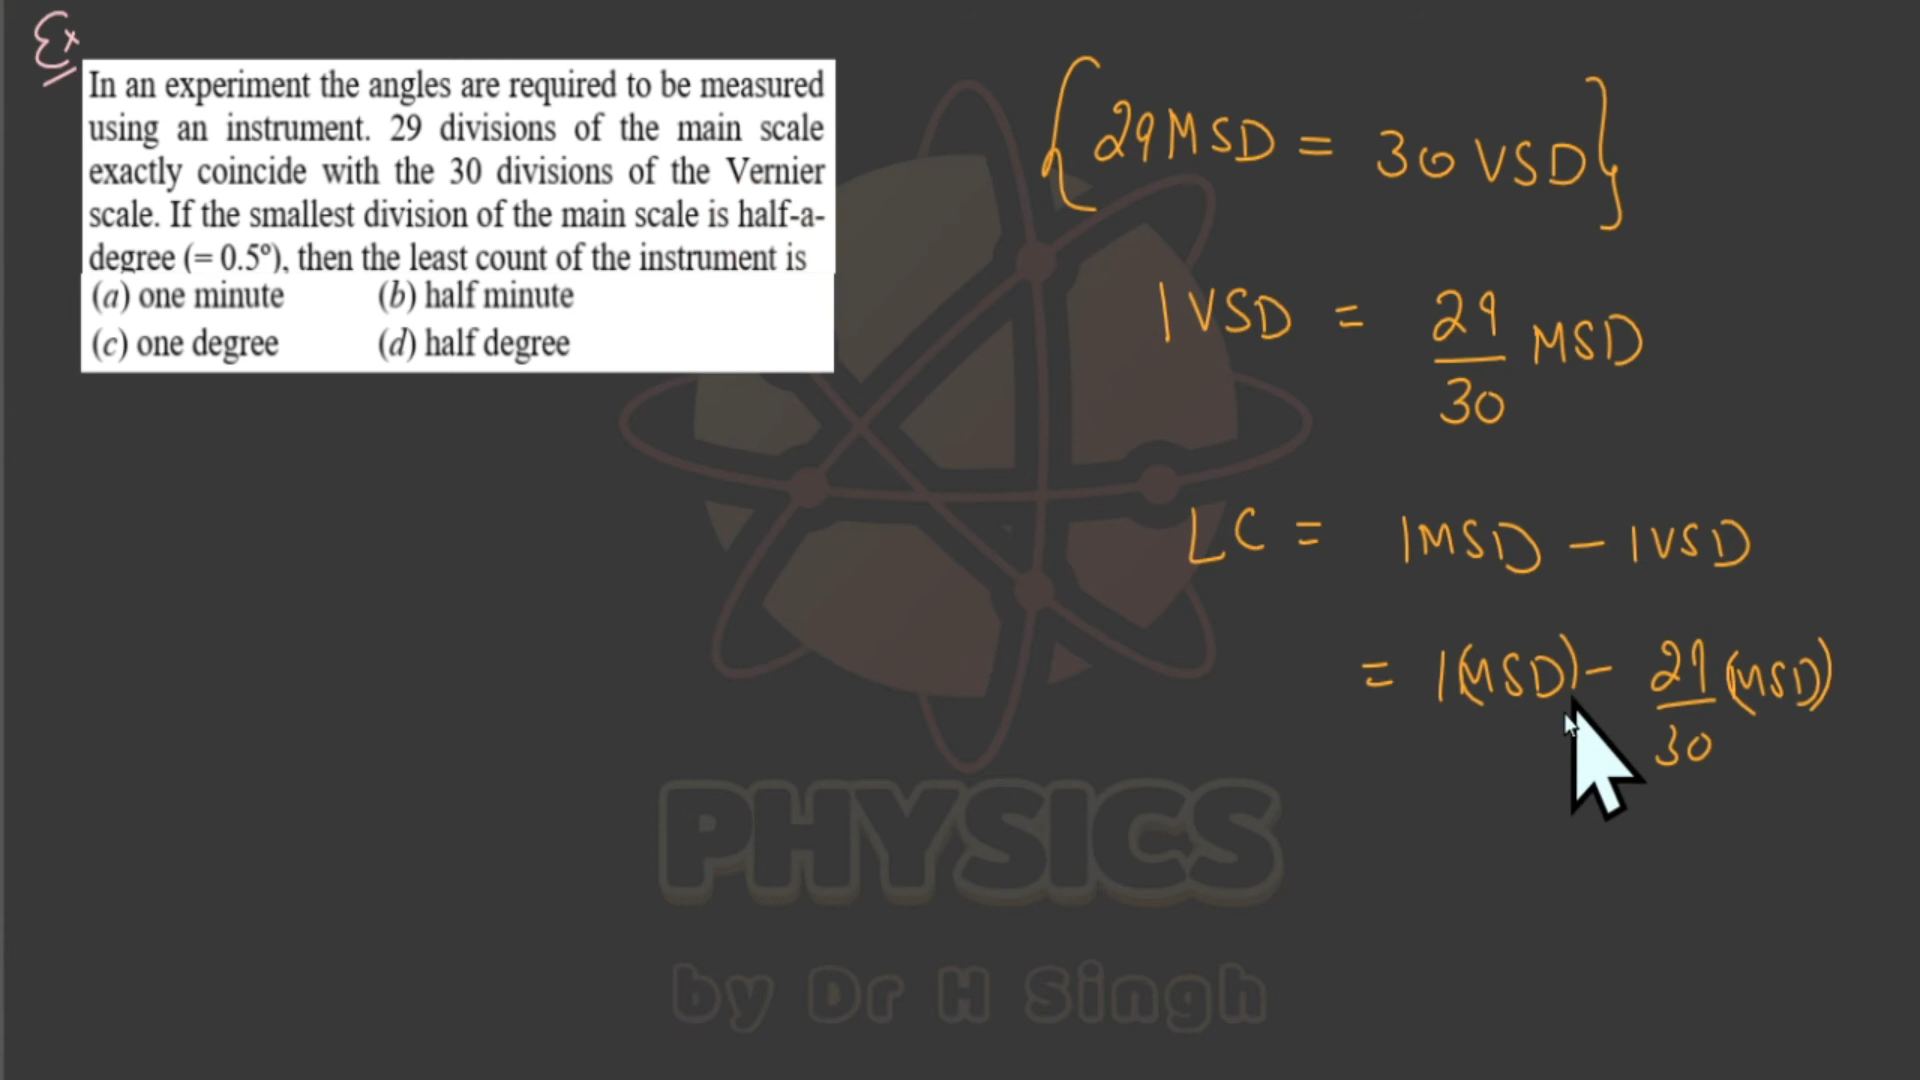 Ex
In an experiment the angles are required to be measured
using an instrument. 29 divisions of the main scale
exactly coincide with the 30 divisions of the Vernier
scale. If the smallest division of the main scale is half-a-
degree (= 0.5º), then the least count of the instrument is
(a) one minute (b) half minute
(c) one degree (d) half degree
{29 MSD = 30 VSD}
1 VSD = 29/30 MSD
LC = 1MSD - 1VSD
= 1(MSD) - 29/30 (MSD)
PHYSICS
by Dr H Singh